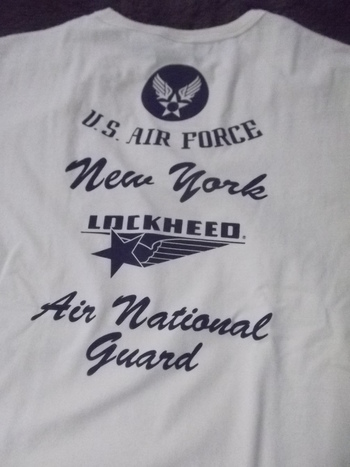 U.S. AIR FORCE
New York
LOCKHEED®
Air National
Guard